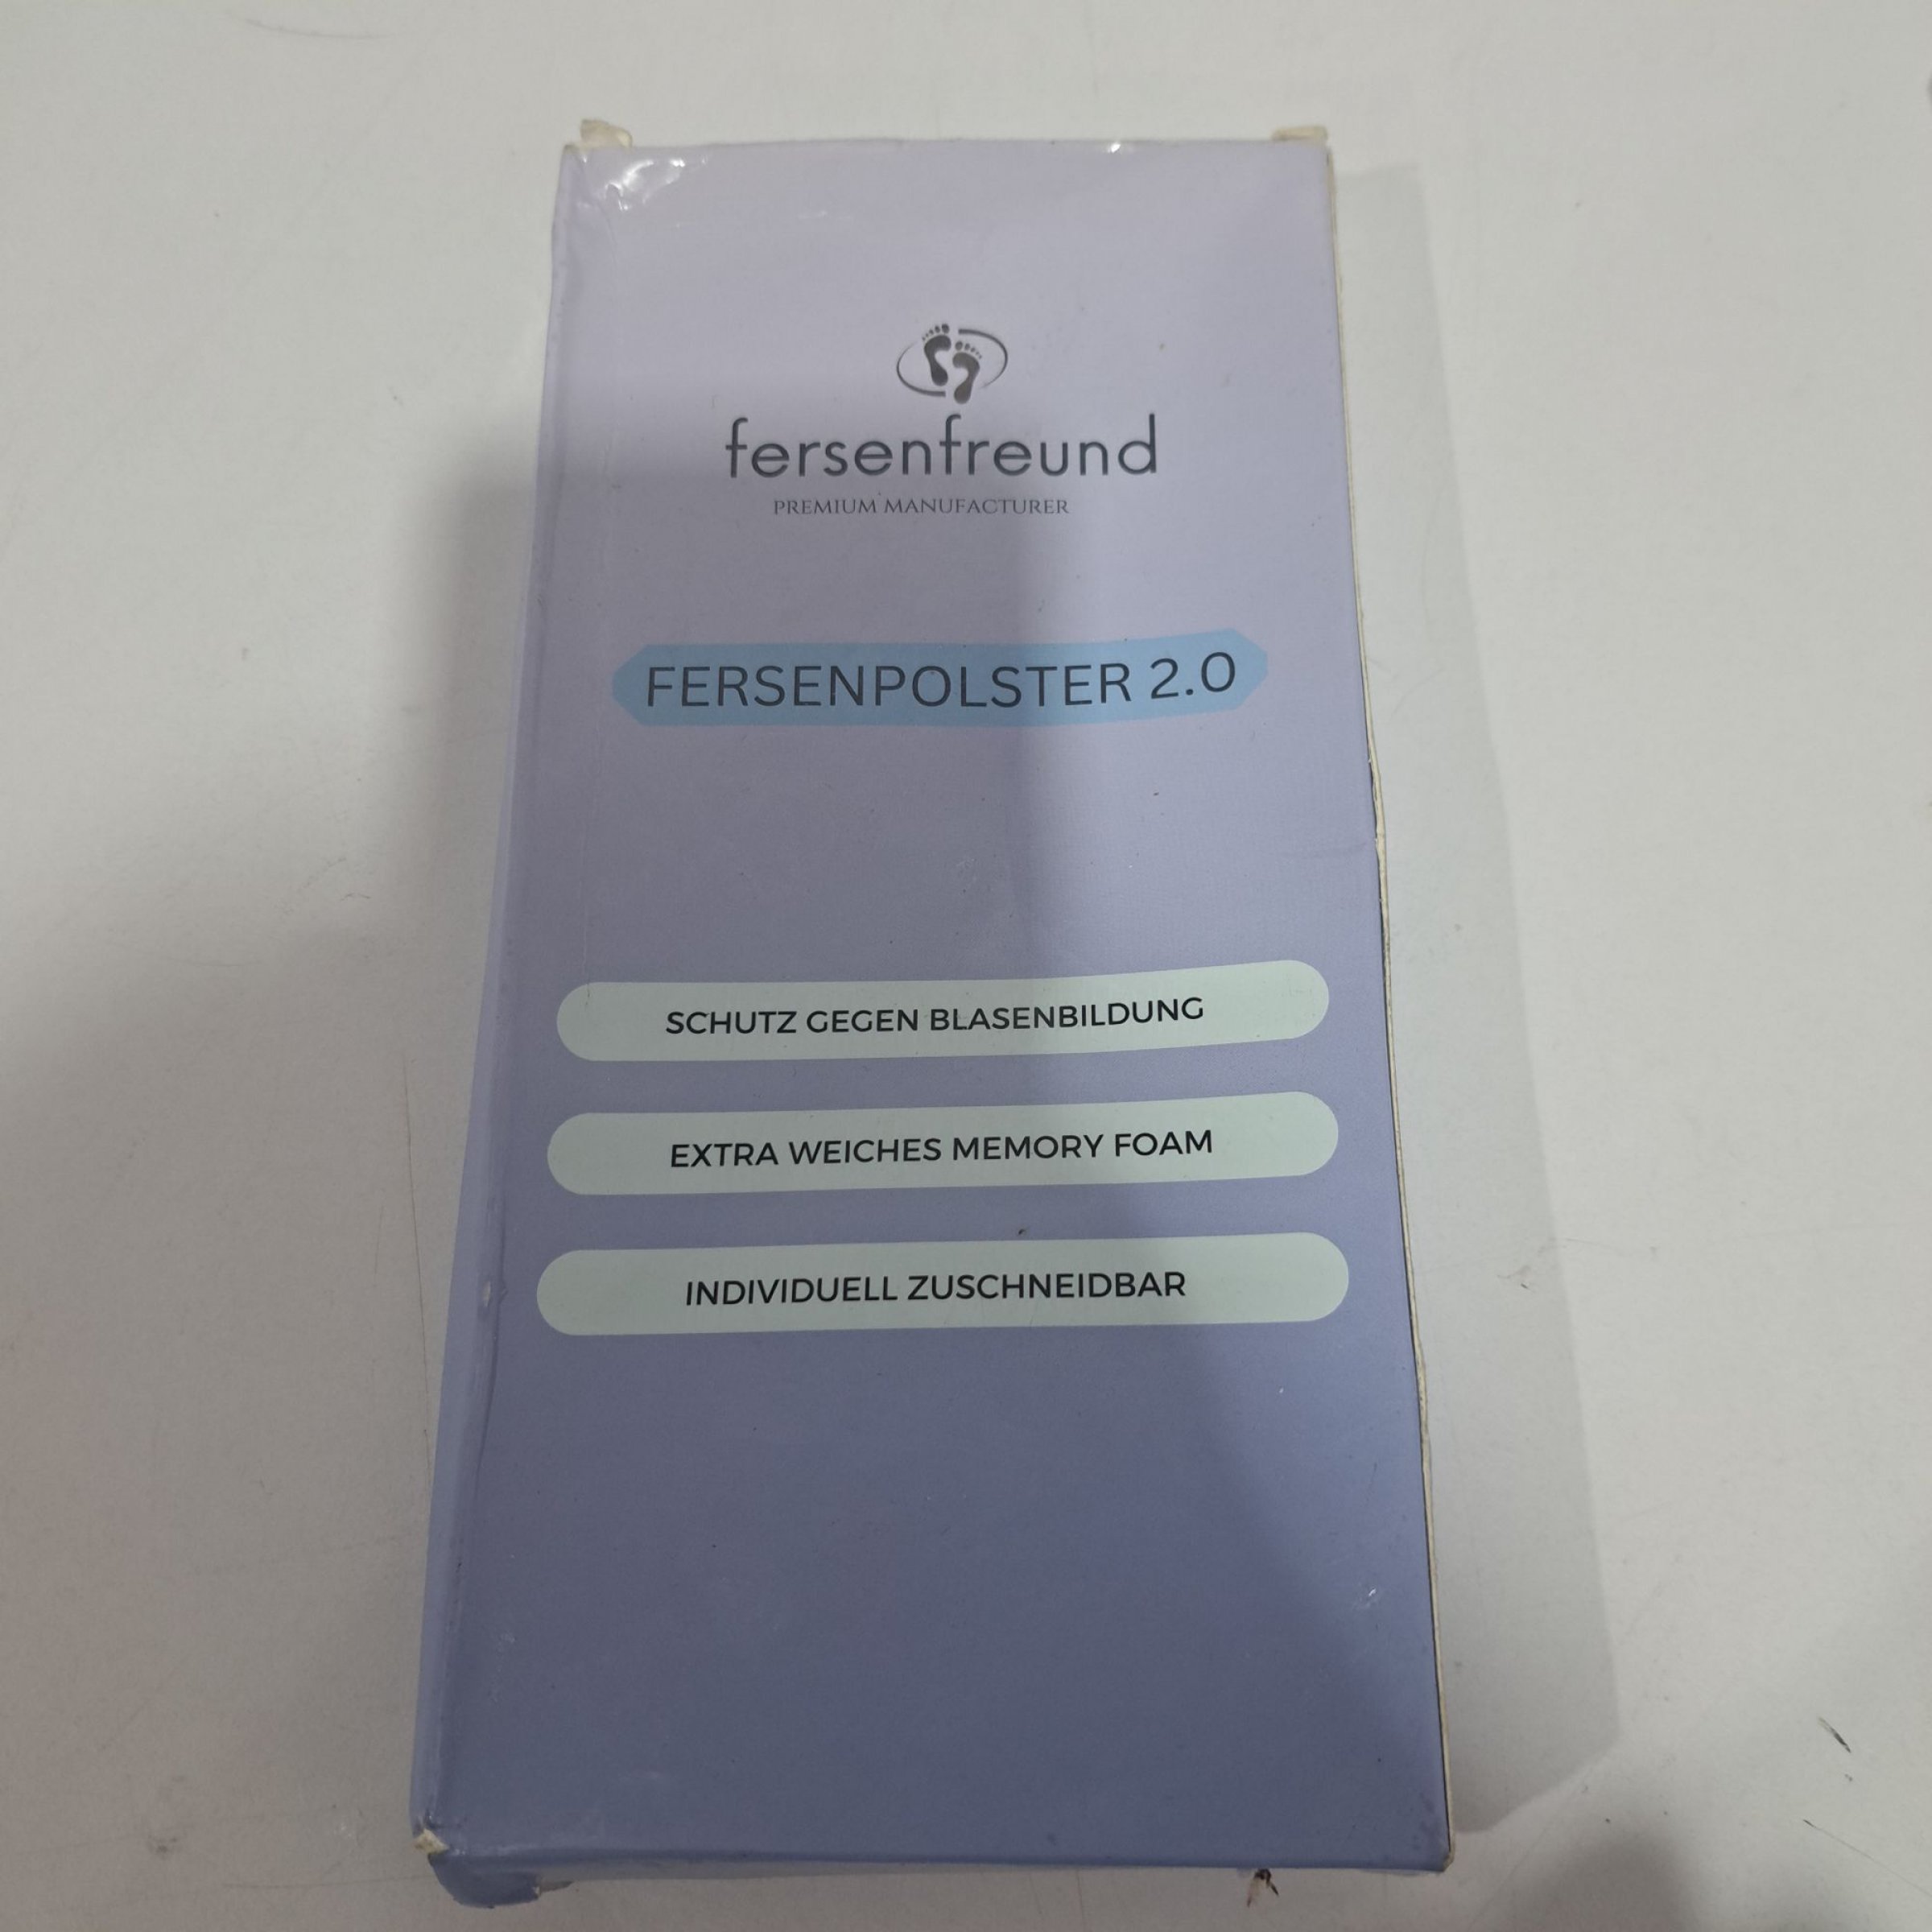 fersenfreund
PREMIUM MANUFACTURER
FERSENPOLSTER 2.0
SCHUTZ GEGEN BLASENBILDUNG
EXTRA WEICHES MEMORY FOAM
INDIVIDUELL ZUSCHNEIDBAR